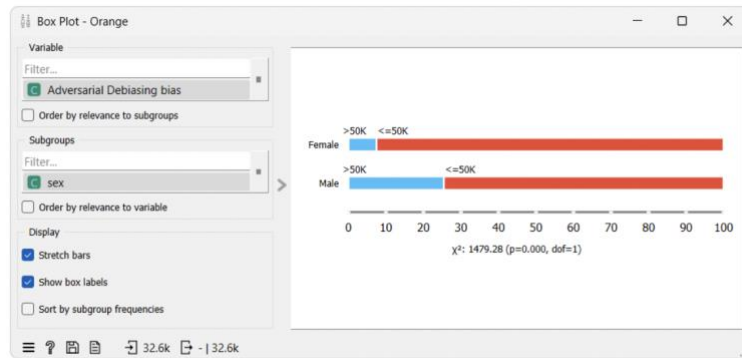 Box Plot - Orange
Variable
Filter...
C Adversarial Debiasing bias
Order by relevance to subgroups
Subgroups
Filter...
C sex
Order by relevance to variable
Display
Stretch bars
Show box labels
Sort by subgroup frequencies
32.6k - | 32.6k
>50K <=50K
Female
>50K <=50K
Male
0 10 20 30 40 50 60 70 80 90 100
χ²: 1479.28 (p=0.000, dof=1)